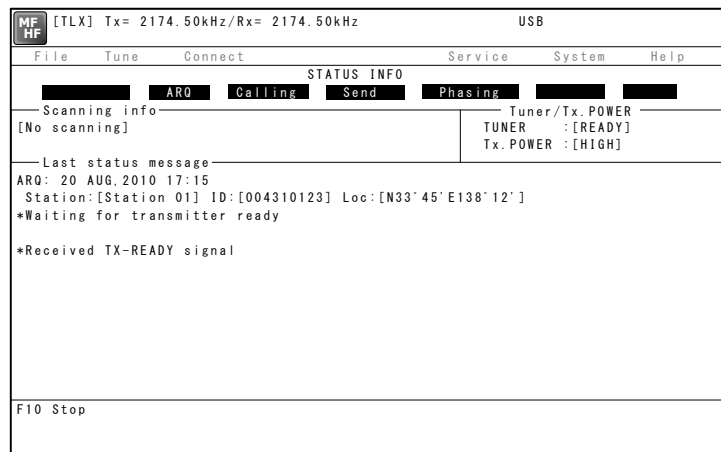 MF HF [TLX] Tx= 2174.50kHz/Rx= 2174.50kHz USB
File Tune Connect Service System Help
STATUS INFO
ARQ Calling Send Phasing
Scanning info
[No scanning]
Tuner/Tx.POWER
TUNER :[READY]
Tx.POWER :[HIGH]
Last status message
ARQ: 20 AUG,2010 17:15
Station:[Station 01] ID:[004310123] Loc:[N33ﾟ45'E138ﾟ12']
*Waiting for transmitter ready
*Received TX-READY signal
F10 Stop